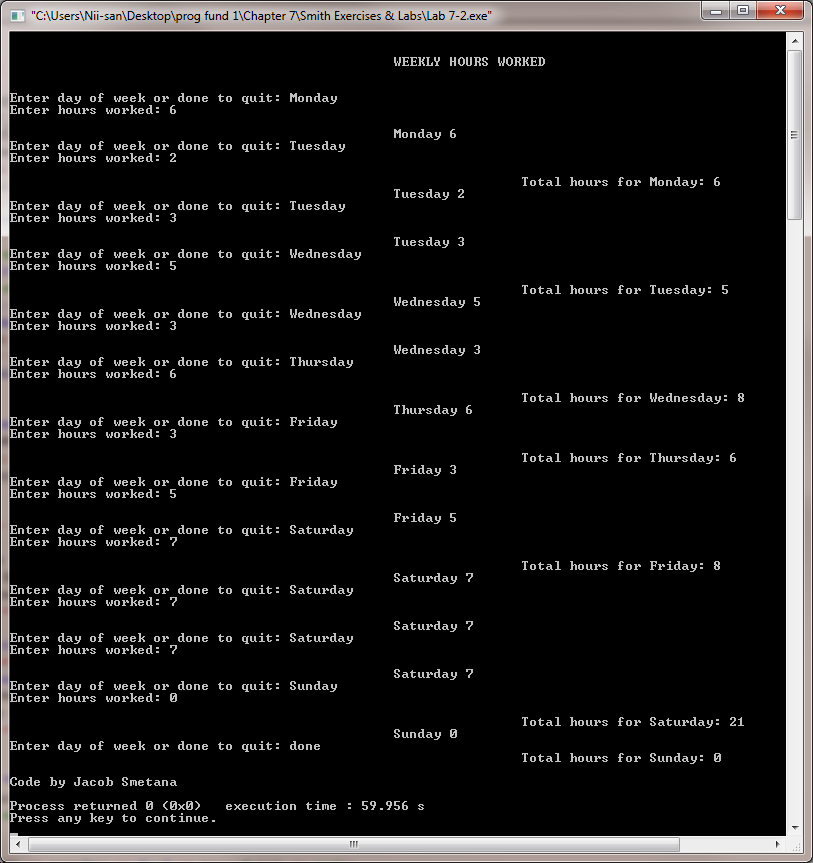 "C:\Users\Nii-san\Desktop\prog fund 1\Chapter 7\Smith Exercises & Labs\Lab 7-2.exe"
WEEKLY HOURS WORKED
Enter day of week or done to quit: Monday
Enter hours worked: 6
Monday 6
Enter day of week or done to quit: Tuesday
Enter hours worked: 2
Total hours for Monday: 6
Tuesday 2
Enter day of week or done to quit: Tuesday
Enter hours worked: 3
Tuesday 3
Enter day of week or done to quit: Wednesday
Enter hours worked: 5
Total hours for Tuesday: 5
Wednesday 5
Enter day of week or done to quit: Wednesday
Enter hours worked: 3
Wednesday 3
Enter day of week or done to quit: Thursday
Enter hours worked: 6
Total hours for Wednesday: 8
Thursday 6
Enter day of week or done to quit: Friday
Enter hours worked: 3
Total hours for Thursday: 6
Friday 3
Enter day of week or done to quit: Friday
Enter hours worked: 5
Friday 5
Enter day of week or done to quit: Saturday
Enter hours worked: 7
Total hours for Friday: 8
Saturday 7
Enter day of week or done to quit: Saturday
Enter hours worked: 7
Saturday 7
Enter day of week or done to quit: Saturday
Enter hours worked: 7
Saturday 7
Enter day of week or done to quit: Sunday
Enter hours worked: 0
Total hours for Saturday: 21
Sunday 0
Enter day of week or done to quit: done
Total hours for Sunday: 0
Code by Jacob Smetana
Process returned 0 (0x0)   execution time : 59.956 s
Press any key to continue.